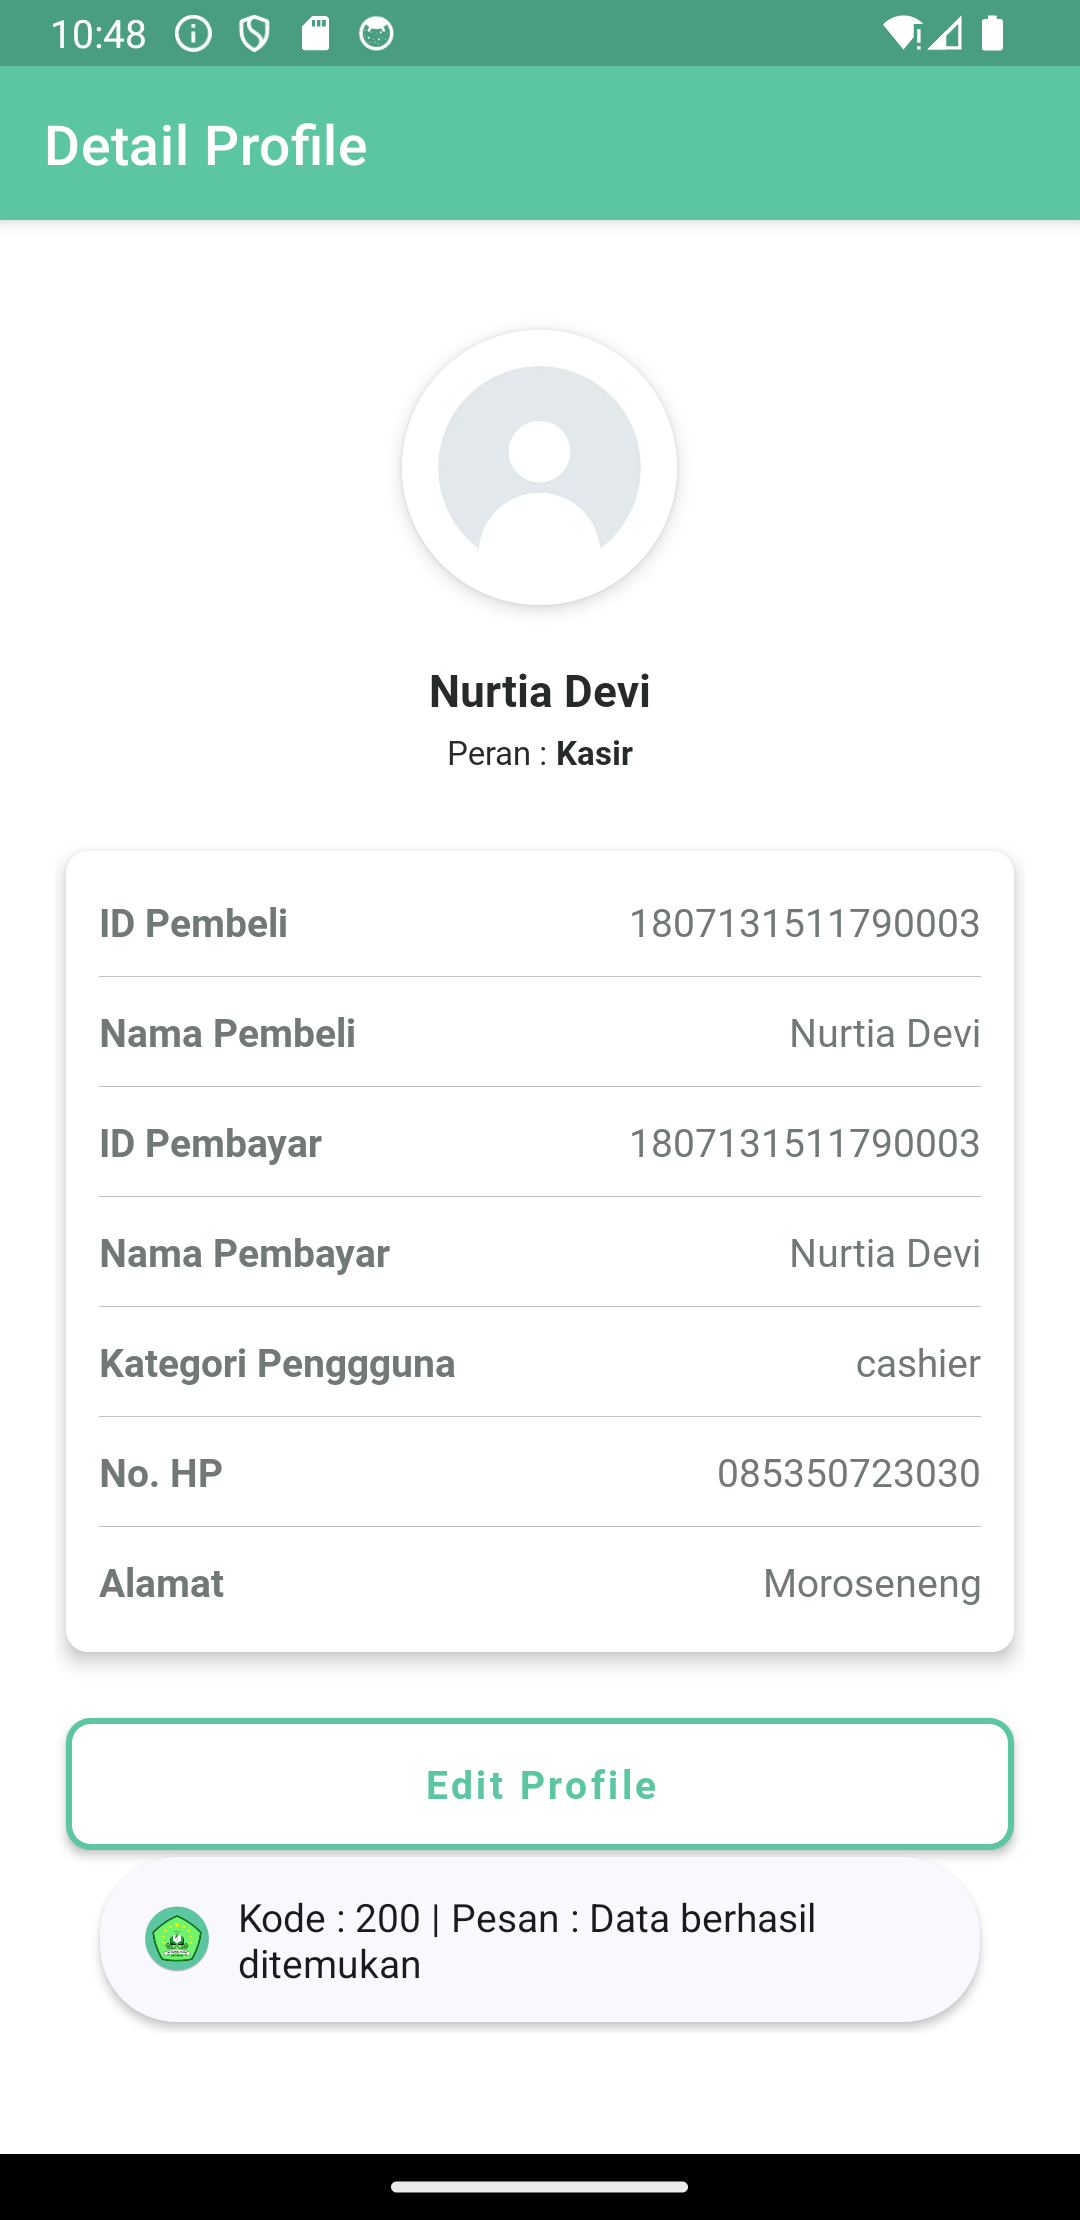 10:48
Detail Profile
Nurtia Devi
Peran : Kasir
ID Pembeli 1807131511790003
Nama Pembeli Nurtia Devi
ID Pembayar 1807131511790003
Nama Pembayar Nurtia Devi
Kategori Penggguna cashier
No. HP 085350723030
Alamat Moroseneng
Edit Profile
Kode : 200 | Pesan : Data berhasil
ditemukan